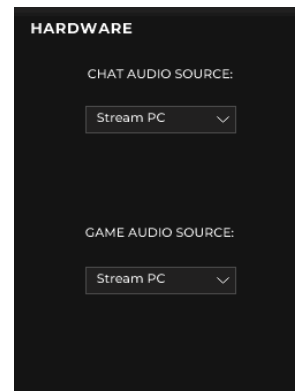 HARDWARE
CHAT AUDIO SOURCE:
Stream PC
GAME AUDIO SOURCE:
Stream PC